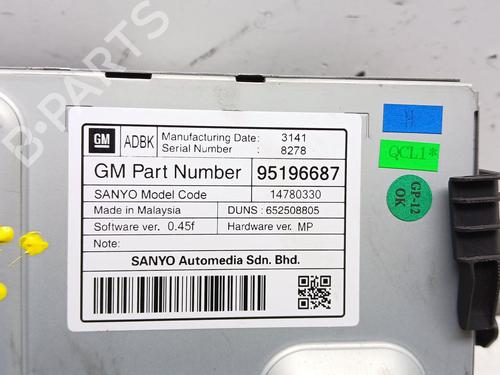 B-PARTS
GM ADBK Manufacturing Date: 3141
Serial Number : 8278
GM Part Number 95196687
SANYO Model Code 14780330
Made in Malaysia DUNS : 652508805
Software ver. 0.45f Hardware ver. MP
Note:
SANYO Automedia Sdn. Bhd.
QCL1*
GP-12
OK